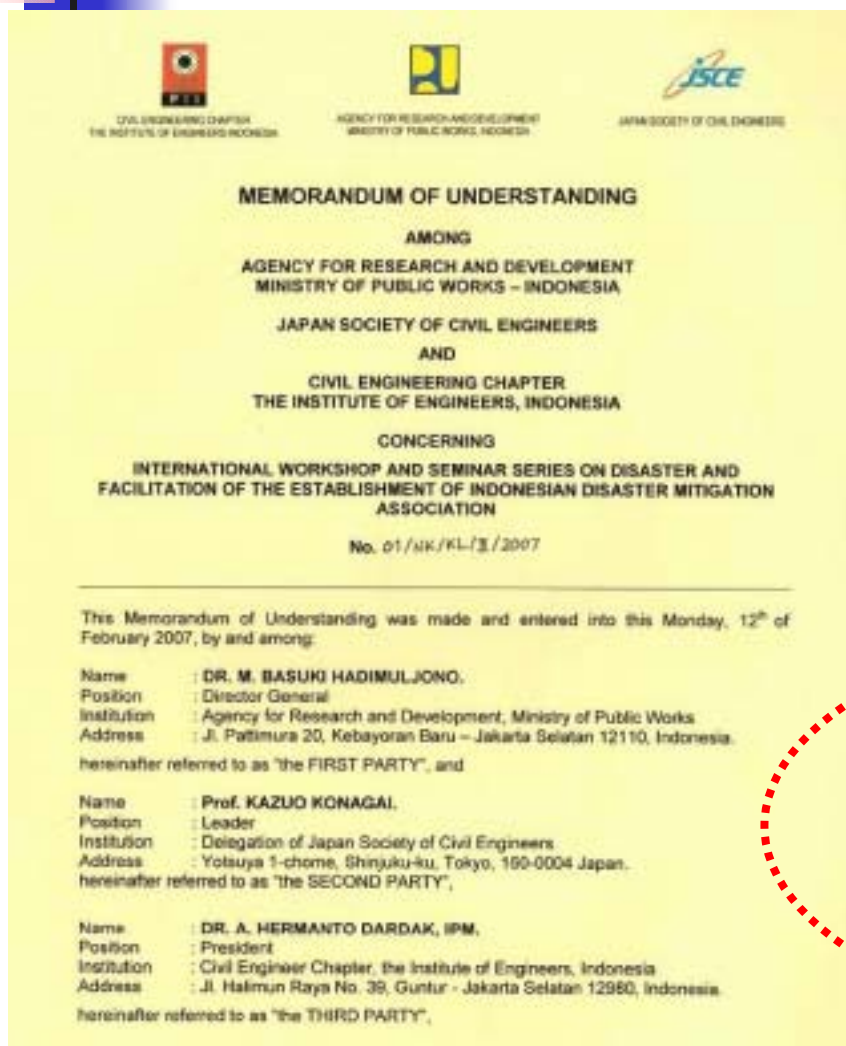 PII
JSCE
CIVIL ENGINEERING CHAPTER
THE INSTITUTE OF ENGINEERS INDONESIA
AGENCY FOR RESEARCH AND DEVELOPMENT
MINISTRY OF PUBLIC WORKS, INDONESIA
JAPAN SOCIETY OF CIVIL ENGINEERS
MEMORANDUM OF UNDERSTANDING
AMONG
AGENCY FOR RESEARCH AND DEVELOPMENT
MINISTRY OF PUBLIC WORKS – INDONESIA
JAPAN SOCIETY OF CIVIL ENGINEERS
AND
CIVIL ENGINEERING CHAPTER
THE INSTITUTE OF ENGINEERS, INDONESIA
CONCERNING
INTERNATIONAL WORKSHOP AND SEMINAR SERIES ON DISASTER AND
FACILITATION OF THE ESTABLISHMENT OF INDONESIAN DISASTER MITIGATION
ASSOCIATION
No. 01/NK/KL/II/2007
This Memorandum of Understanding was made and entered into this Monday, 12th of
February 2007, by and among:
Name : DR. M. BASUKI HADIMULJONO.
Position : Director General
Institution : Agency for Research and Development, Ministry of Public Works
Address : Jl. Pattimura 20, Kebayoran Baru – Jakarta Selatan 12110, Indonesia.
hereinafter referred to as "the FIRST PARTY", and
Name : Prof. KAZUO KONAGAI.
Position : Leader
Institution : Delegation of Japan Society of Civil Engineers
Address : Yotsuya 1-chome, Shinjuku-ku, Tokyo, 160-0004 Japan.
hereinafter referred to as "the SECOND PARTY",
Name : DR. A. HERMANTO DARDAK, IPM.
Position : President
Institution : Civil Engineer Chapter, the Institute of Engineers, Indonesia
Address : Jl. Halimun Raya No. 39, Guntur - Jakarta Selatan 12980, Indonesia.
hereinafter referred to as "the THIRD PARTY",